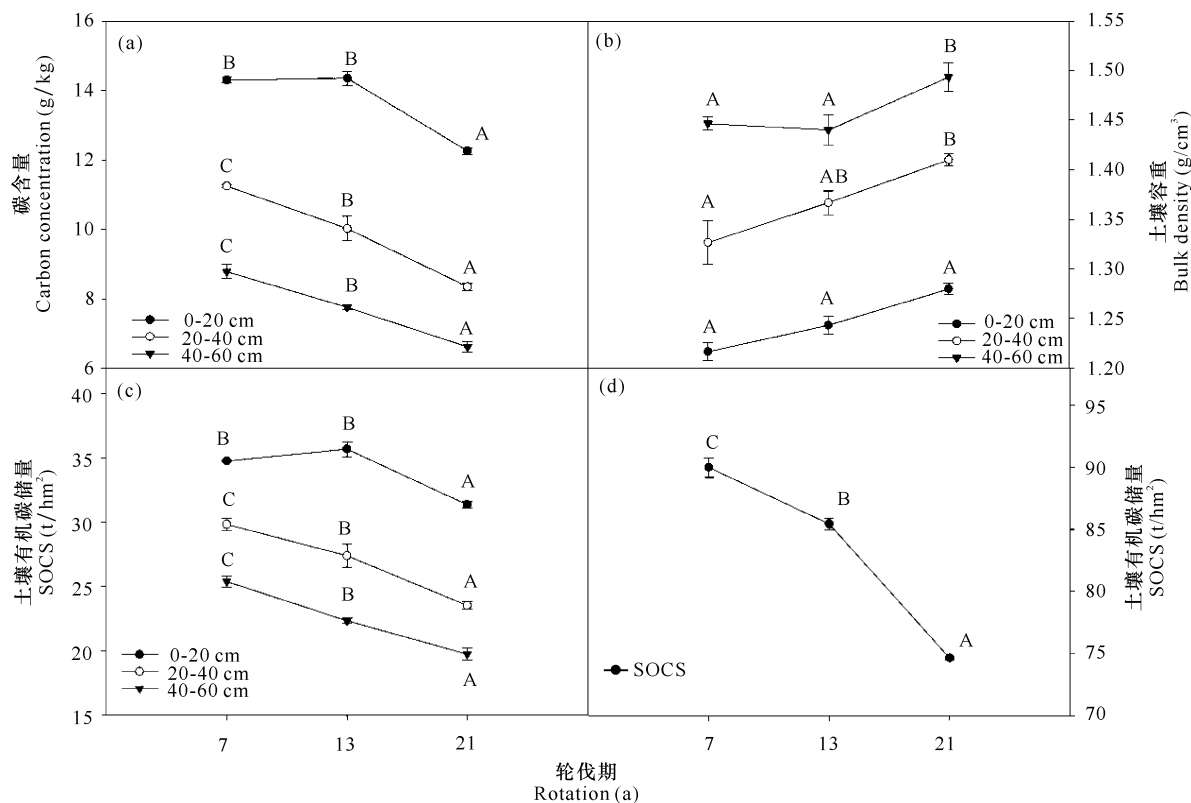 (a)
16
14
12
10
8
6
碳含量
Carbon concentration (g/kg)
B
B
A
C
B
A
C
B
A
0-20 cm
20-40 cm
40-60 cm
(b)
1.55
1.50
1.45
1.40
1.35
1.30
1.25
1.20
土壤容重
Bulk density (g/cm³)
A
A
B
A
AB
B
A
A
A
0-20 cm
20-40 cm
40-60 cm
(c)
40
35
30
25
20
15
土壤有机碳储量
SOCS (t/hm²)
B
B
A
C
B
A
C
B
A
0-20 cm
20-40 cm
40-60 cm
7
13
21
(d)
95
90
85
80
75
70
土壤有机碳储量
SOCS (t/hm²)
C
B
A
SOCS
7
13
21
轮伐期
Rotation (a)